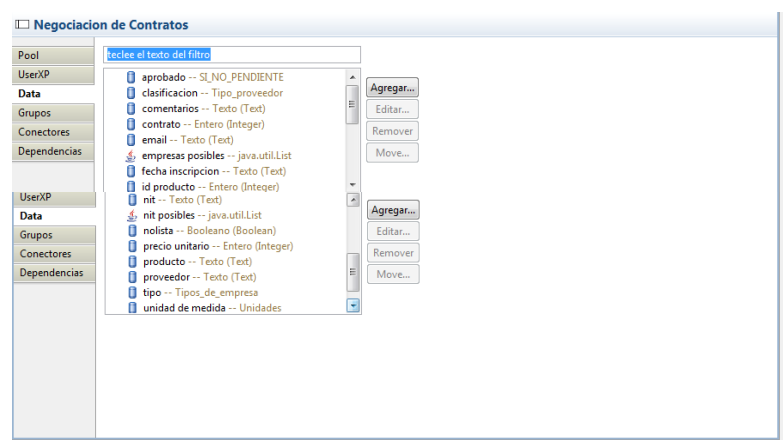 Negociacion de Contratos
Pool
UserXP
Data
Grupos
Conectores
Dependencias
teclee el texto del filtro
aprobado -- SI_NO_PENDIENTE
clasificacion -- Tipo_proveedor
comentarios -- Texto (Text)
contrato -- Entero (Integer)
email -- Texto (Text)
empresas posibles -- java.util.List
fecha inscripcion -- Texto (Text)
id producto -- Entero (Integer)
Agregar...
Editar...
Remover
Move...
UserXP
Data
Grupos
Conectores
Dependencias
nit -- Texto (Text)
nit posibles -- java.util.List
nolista -- Booleano (Boolean)
precio unitario -- Entero (Integer)
producto -- Texto (Text)
proveedor -- Texto (Text)
tipo -- Tipos_de_empresa
unidad de medida -- Unidades
Agregar...
Editar...
Remover
Move...